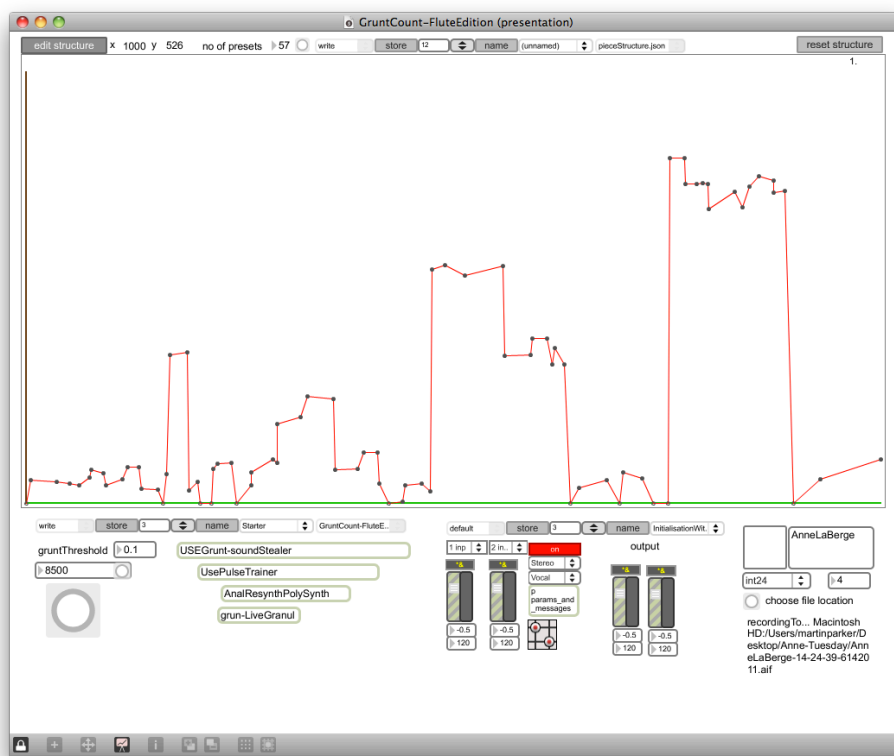 GruntCount-FluteEdition (presentation)
edit structure x 1000 y 526 no of presets 57 write store 12 name (unnamed) pieceStructure.json reset structure
1.
write store 3 name Starter GruntCount-FluteE..
gruntThreshold 0.1
8500
USEGrunt-soundStealer
UsePulseTrainer
AnalResynthPolySynth
grun-LiveGranul
default store 3 name InitialisationWit..
1 inp 2 in.. on output
Stereo
Vocal
p
params_and
_messages
-0.5 -0.5 -0.5 -0.5
120 120 120 120
AnneLaBerge
int24 4
choose file location
recordingTo... Macintosh
HD:/Users/martinparker/D
esktop/Anne-Tuesday/Ann
eLaBerge-14-24-39-61420
11.aif